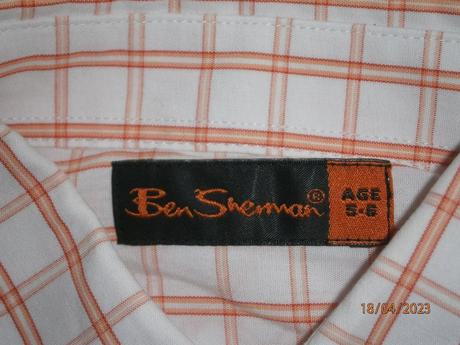 Ben Sherman®
AGE
5-6
18/04/2023